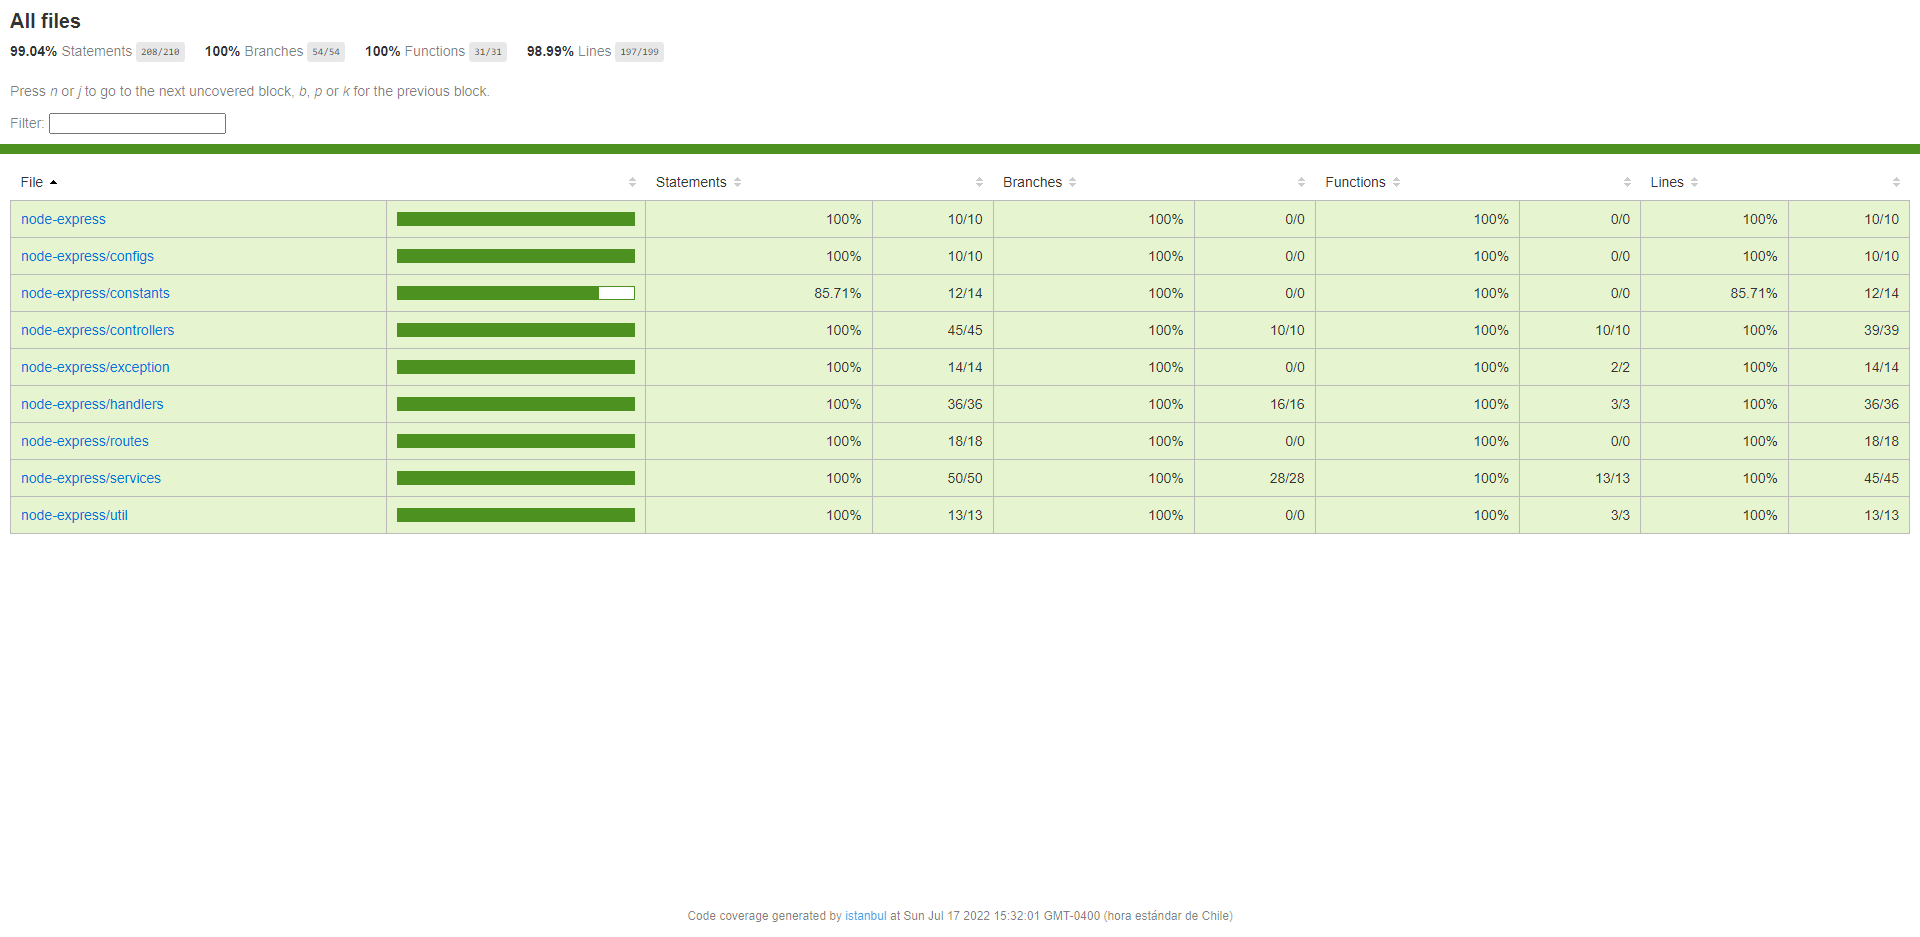 All files
99.04% Statements 208/210 100% Branches 54/54 100% Functions 31/31 98.99% Lines 197/199
Press n or j to go to the next uncovered block, b, p or k for the previous block.
Filter:
File Statements Branches Functions Lines
node-express 100% 10/10 100% 0/0 100% 0/0 100% 10/10
node-express/configs 100% 10/10 100% 0/0 100% 0/0 100% 10/10
node-express/constants 85.71% 12/14 100% 0/0 100% 0/0 85.71% 12/14
node-express/controllers 100% 45/45 100% 10/10 100% 10/10 100% 39/39
node-express/exception 100% 14/14 100% 0/0 100% 2/2 100% 14/14
node-express/handlers 100% 36/36 100% 16/16 100% 3/3 100% 36/36
node-express/routes 100% 18/18 100% 0/0 100% 0/0 100% 18/18
node-express/services 100% 50/50 100% 28/28 100% 13/13 100% 45/45
node-express/util 100% 13/13 100% 0/0 100% 3/3 100% 13/13
Code coverage generated by istanbul at Sun Jul 17 2022 15:32:01 GMT-0400 (hora estándar de Chile)